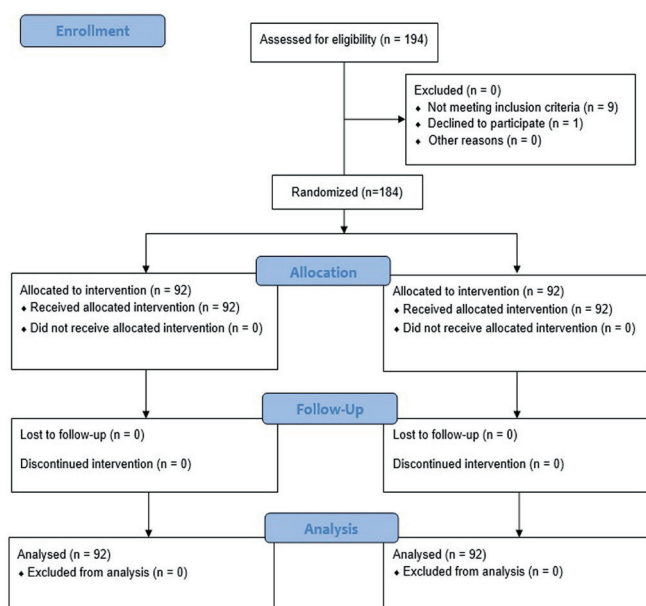 Enrollment
Assessed for eligibility (n = 194)
Excluded (n = 0)
♦ Not meeting inclusion criteria (n = 9)
♦ Declined to participate (n = 1)
♦ Other reasons (n = 0)
Randomized (n=184)
Allocation
Allocated to intervention (n = 92)
♦ Received allocated intervention (n = 92)
♦ Did not receive allocated intervention (n = 0)
Allocated to intervention (n = 92)
♦ Received allocated intervention (n = 92)
♦ Did not receive allocated intervention (n = 0)
Follow-Up
Lost to follow-up (n = 0)
Discontinued intervention (n = 0)
Lost to follow-up (n = 0)
Discontinued intervention (n = 0)
Analysis
Analysed (n = 92)
♦ Excluded from analysis (n = 0)
Analysed (n = 92)
♦ Excluded from analysis (n = 0)